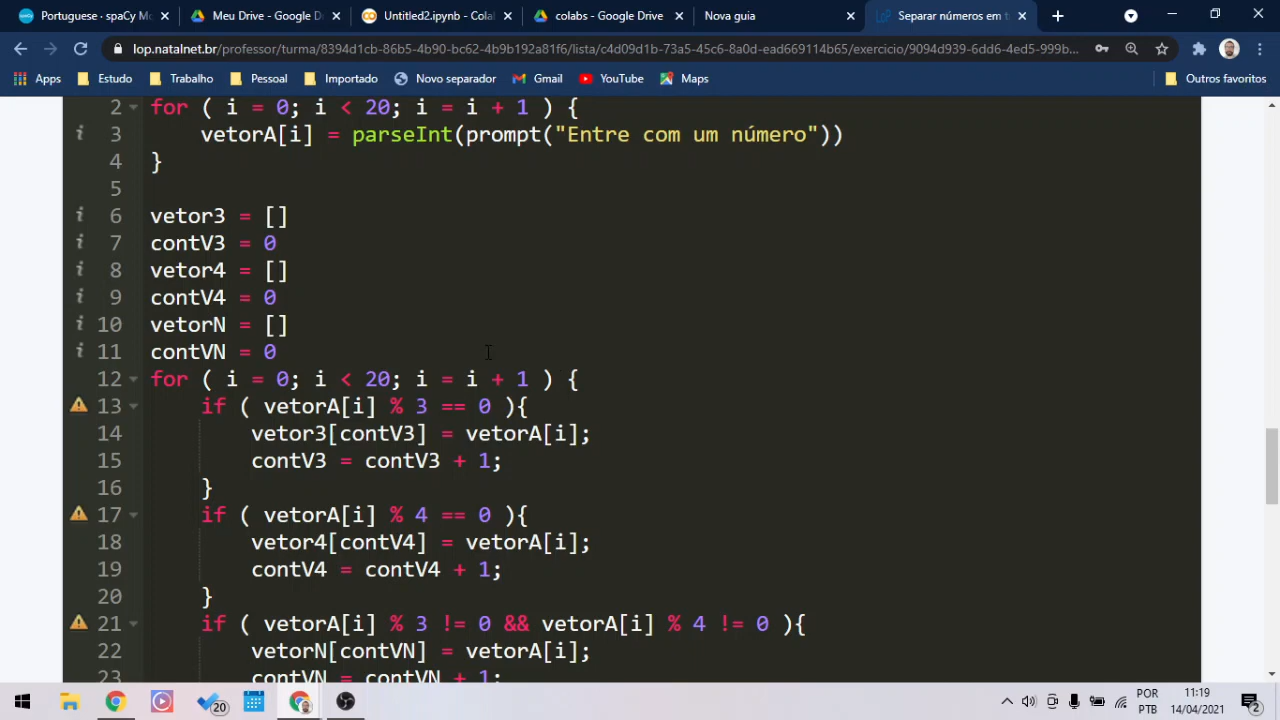 Portuguese · spaCy Mo
Meu Drive - Google D
Untitled2.ipynb - Cola
colabs - Google Drive
Nova guia
Separar números em t
lop.natalnet.br/professor/turma/8394d1cb-86b5-4b90-bc62-4b9b192a81f6/lista/c4d09d1b-73a5-45c9-8a0d-ead669114b65/exercicio/9094d939-6dd6-4ed5-999b...
Apps
Estudo
Trabalho
Pessoal
Importado
Novo separador
Gmail
YouTube
Maps
Outros favoritos
2 for ( i = 0; i < 20; i = i + 1 ) {
3 vetorA[i] = parseInt(prompt("Entre com um número"))
4 }
5
6 vetor3 = []
7 contV3 = 0
8 vetor4 = []
9 contV4 = 0
10 vetorN = []
11 contVN = 0
12 for ( i = 0; i < 20; i = i + 1 ) {
13 if ( vetorA[i] % 3 == 0 ){
14 vetor3[contV3] = vetorA[i];
15 contV3 = contV3 + 1;
16 }
17 if ( vetorA[i] % 4 == 0 ){
18 vetor4[contV4] = vetorA[i];
19 contV4 = contV4 + 1;
20 }
21 if ( vetorA[i] % 3 != 0 && vetorA[i] % 4 != 0 ){
22 vetorN[contVN] = vetorA[i];
23 contVN = contVN + 1;
20
POR
PTB
11:19
14/04/2021
2